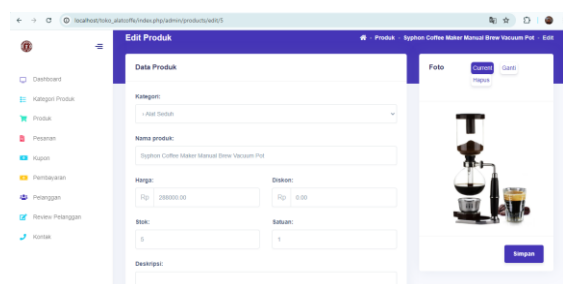 localhost/toko_alatcoffe/index.php/admin/products/edit/5
Edit Produk
Produk - Syphon Coffee Maker Manual Brew Vacuum Pot - Edit
Data Produk
Foto
Current
Ganti
Hapus
Dashboard
Kategori Produk
Produk
Pesanan
Kupon
Pembayaran
Pelanggan
Review Pelanggan
Kontak
Kategori:
- Alat Seduh
Nama produk:
Syphon Coffee Maker Manual Brew Vacuum Pot
Harga:
Diskon:
Rp 289000.00
Rp 0.00
Stok:
Satuan:
5
1
Deskripsi:
Simpan